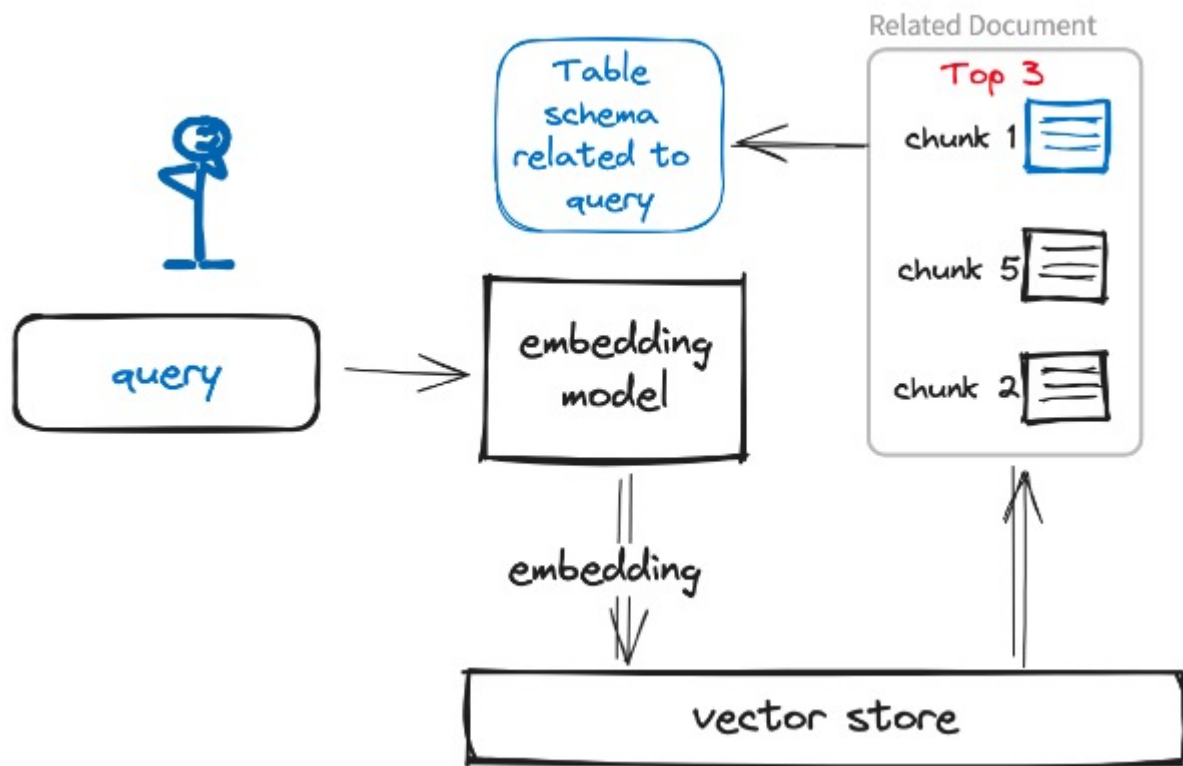 Related Document
Top 3
Table
schema
related to
query
chunk 1
chunk 5
chunk 2
query
embedding
model
embedding
vector store